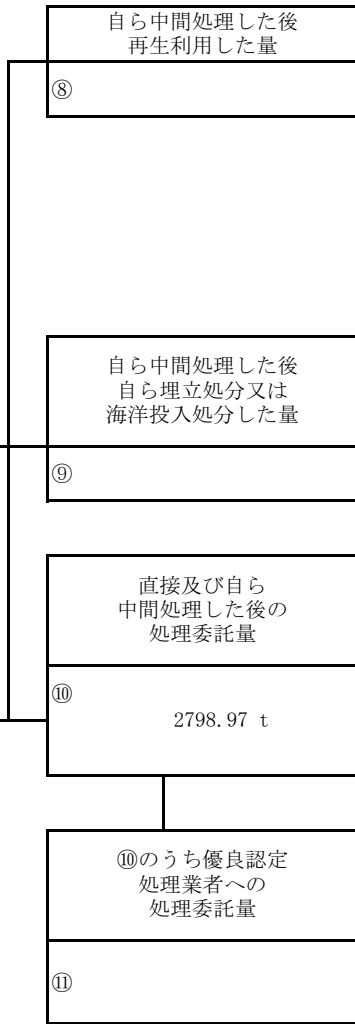 自ら中間処理した後
再生利用した量
⑧
自ら中間処理した後
自ら埋立処分又は
海洋投入処分した量
⑨
直接及び自ら
中間処理した後の
処理委託量
⑩
2798.97 t
⑩のうち優良認定
処理業者への
処理委託量
⑪